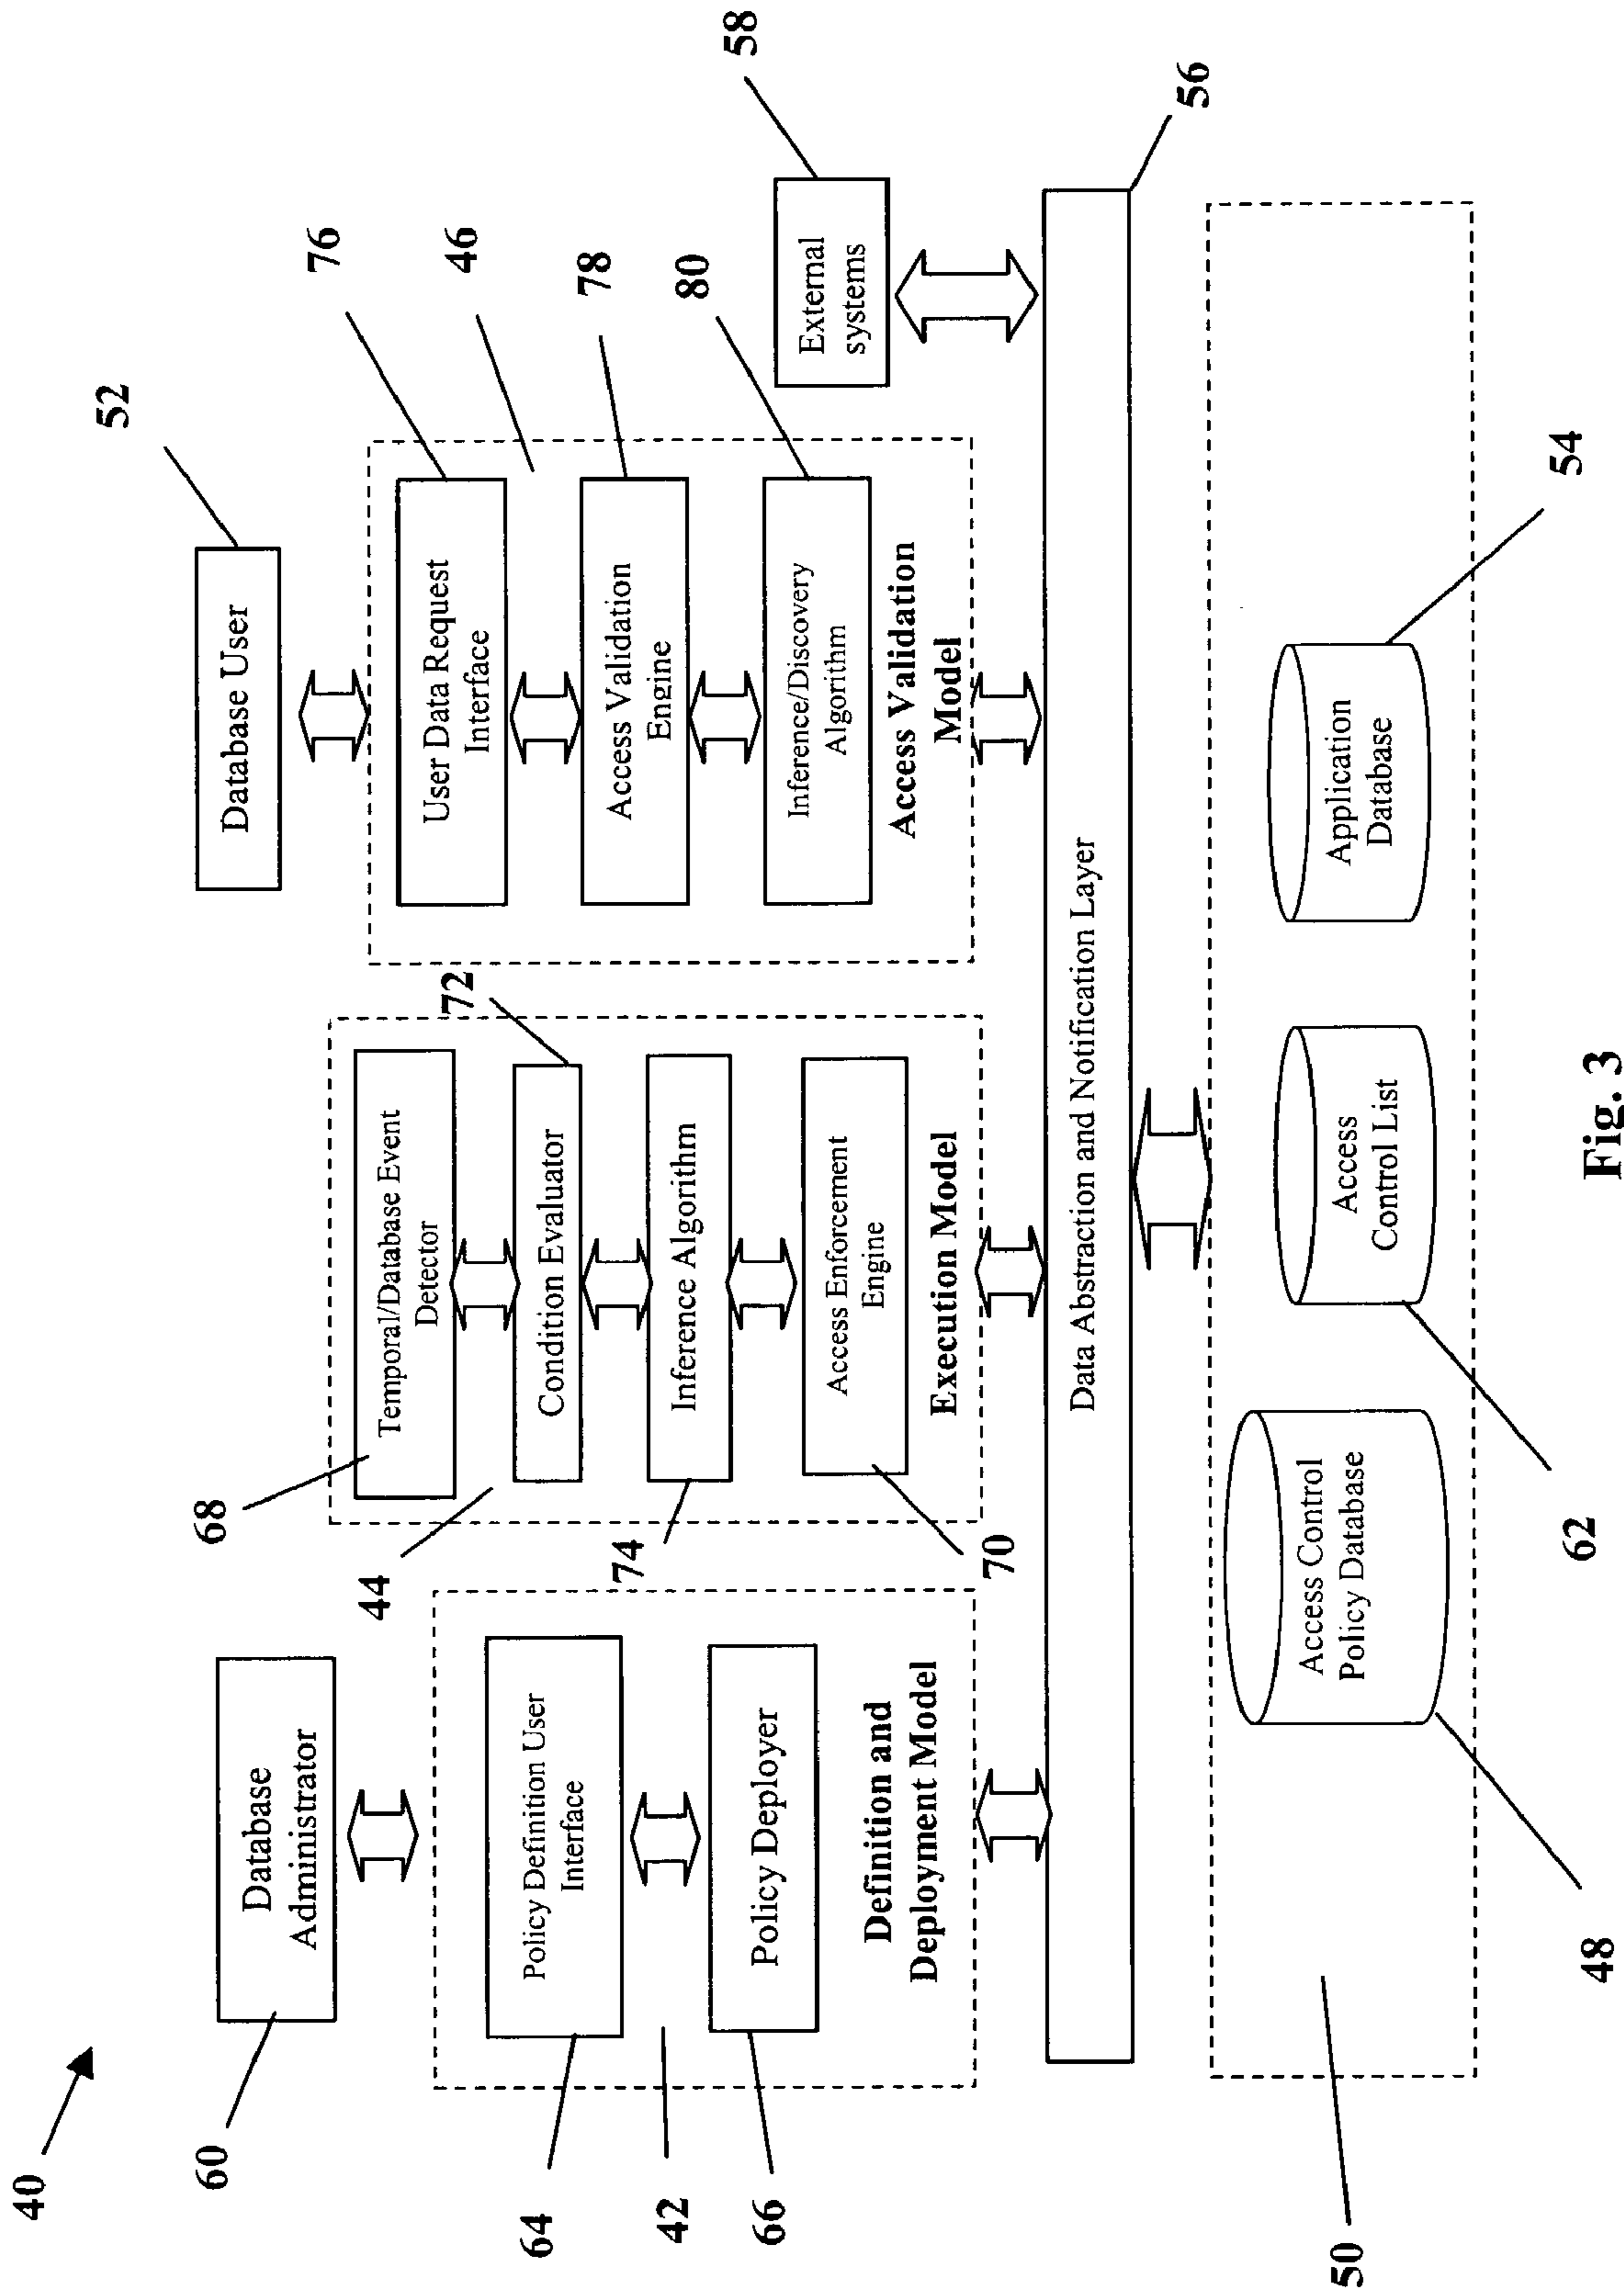 40
60
Database
Administrator
64
Policy Definition User
Interface
42
66
Policy Deployer
Definition and
Deployment Model
68
Temporal/Database Event
Detector
44
72
Condition Evaluator
74
Inference Algorithm
70
Access Enforcement
Engine
Execution Model
52
Database User
76
User Data Request
Interface
46
78
Access Validation
Engine
80
Inference/Discovery
Algorithm
Access Validation
Model
58
External
systems
56
Data Abstraction and Notification Layer
50
48
Access Control
Policy Database
62
Access
Control List
54
Application
Database
Fig. 3